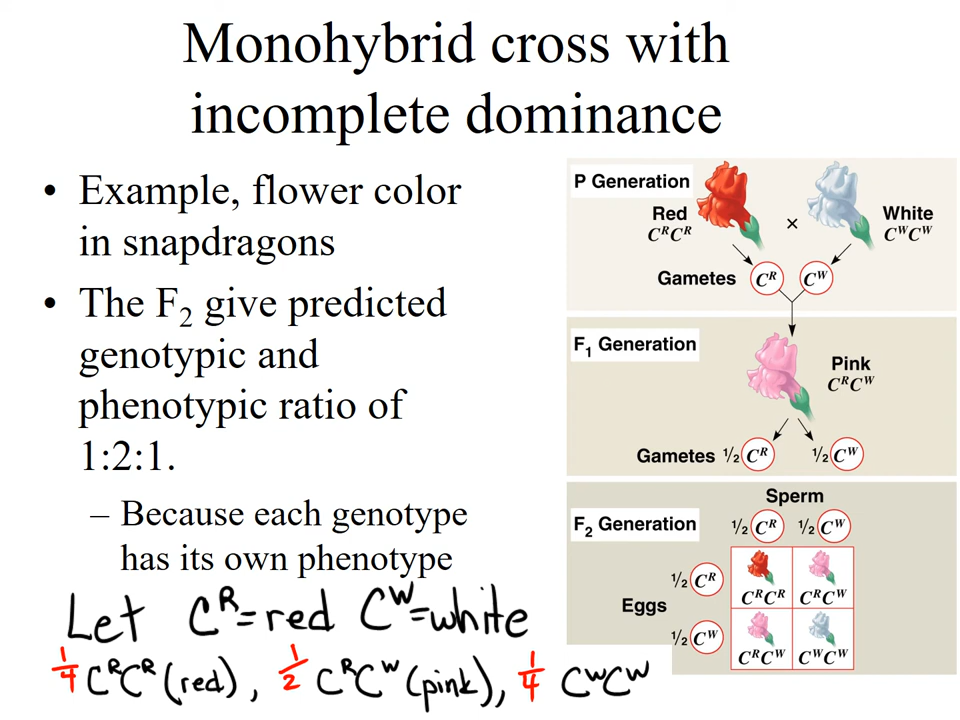 Monohybrid cross with
incomplete dominance
• Example, flower color
in snapdragons
• The F₂ give predicted
genotypic and
phenotypic ratio of
1:2:1.
– Because each genotype
has its own phenotype
Let Cᴿ=red Cᵂ=white
1/4 CᴿCᴿ (red), 1/2 CᴿCᵂ (pink), 1/4 CᵂCᵂ
P Generation
Red
CᴿCᴿ
×
White
CᵂCᵂ
Gametes Cᴿ Cᵂ
F₁ Generation
Pink
CᴿCᵂ
Gametes 1/2 Cᴿ 1/2 Cᵂ
Sperm
F₂ Generation
1/2 Cᴿ 1/2 Cᵂ
Eggs
1/2 Cᴿ
CᴿCᴿ CᴿCᵂ
1/2 Cᵂ
CᴿCᵂ CᵂCᵂ